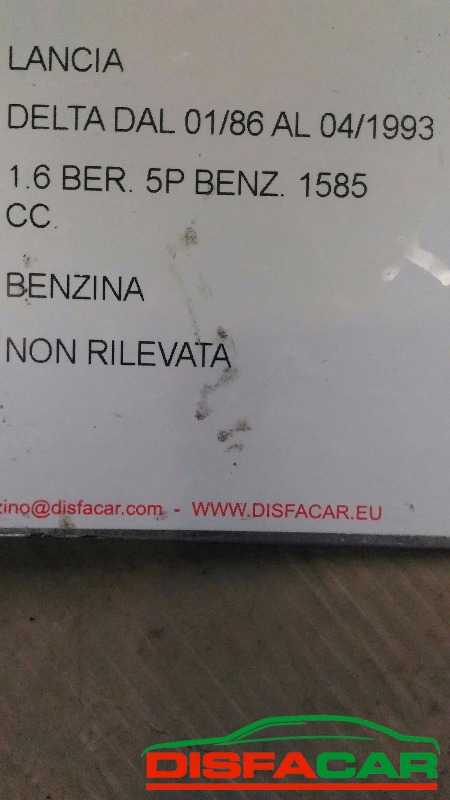 LANCIA
DELTA DAL 01/86 AL 04/1993
1.6 BER. 5P BENZ. 1585
CC.
BENZINA
NON RILEVATA
zino@disfacar.com - WWW.DISFACAR.EU
DISFACAR